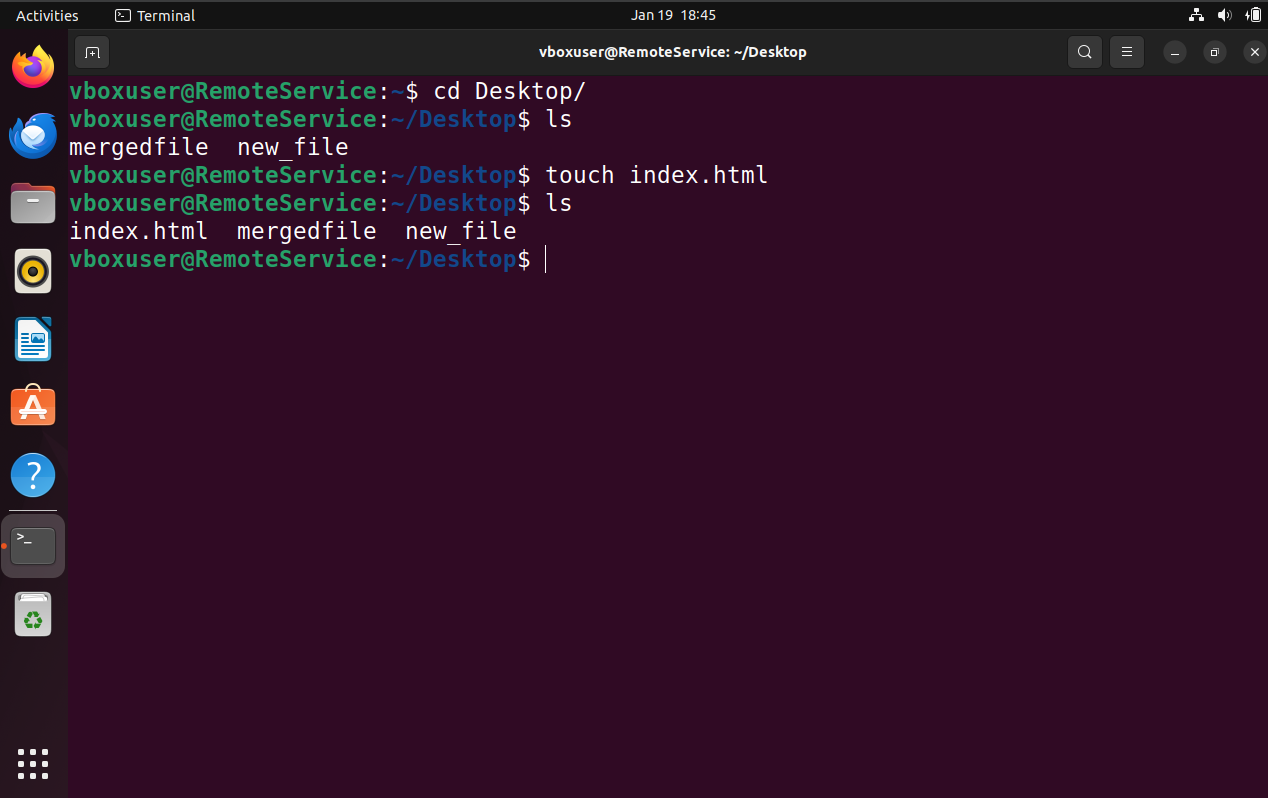 Activities Terminal Jan 19 18:45
vboxuser@RemoteService: ~/Desktop
vboxuser@RemoteService:~$ cd Desktop/
vboxuser@RemoteService:~/Desktop$ ls
mergedfile  new_file
vboxuser@RemoteService:~/Desktop$ touch index.html
vboxuser@RemoteService:~/Desktop$ ls
index.html  mergedfile  new_file
vboxuser@RemoteService:~/Desktop$